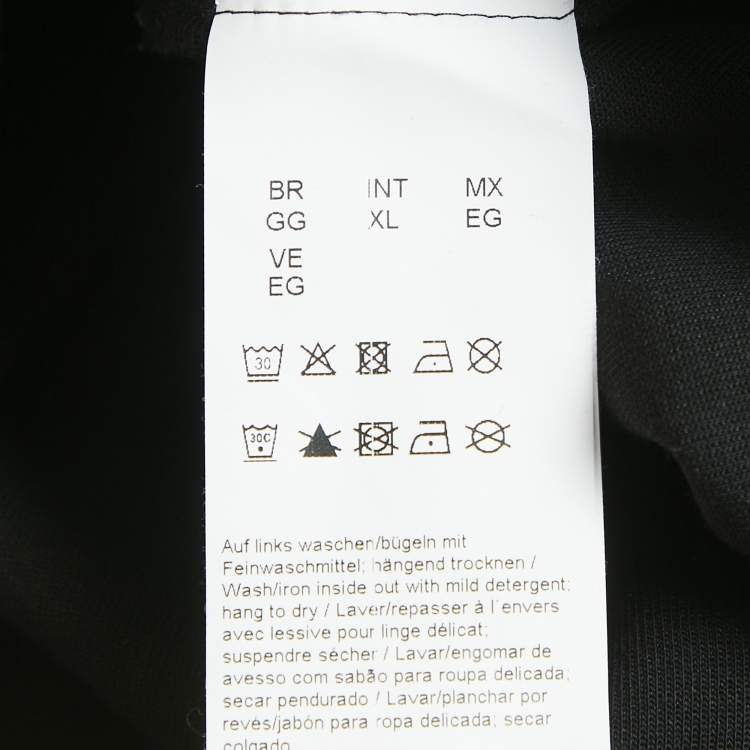 BR INT MX
GG XL EG
VE
EG
30
30C
Auf links waschen/bügeln mit
Feinwaschmittel; hängend trocknen /
Wash/iron inside out with mild detergent;
hang to dry / Laver/repasser à l'envers
avec lessive pour linge délicat;
suspendre sécher / Lavar/engomar de
avesso com sabão para roupa delicada;
secar pendurado / Lavar/planchar por
revés/jabón para ropa delicada; secar
colgado